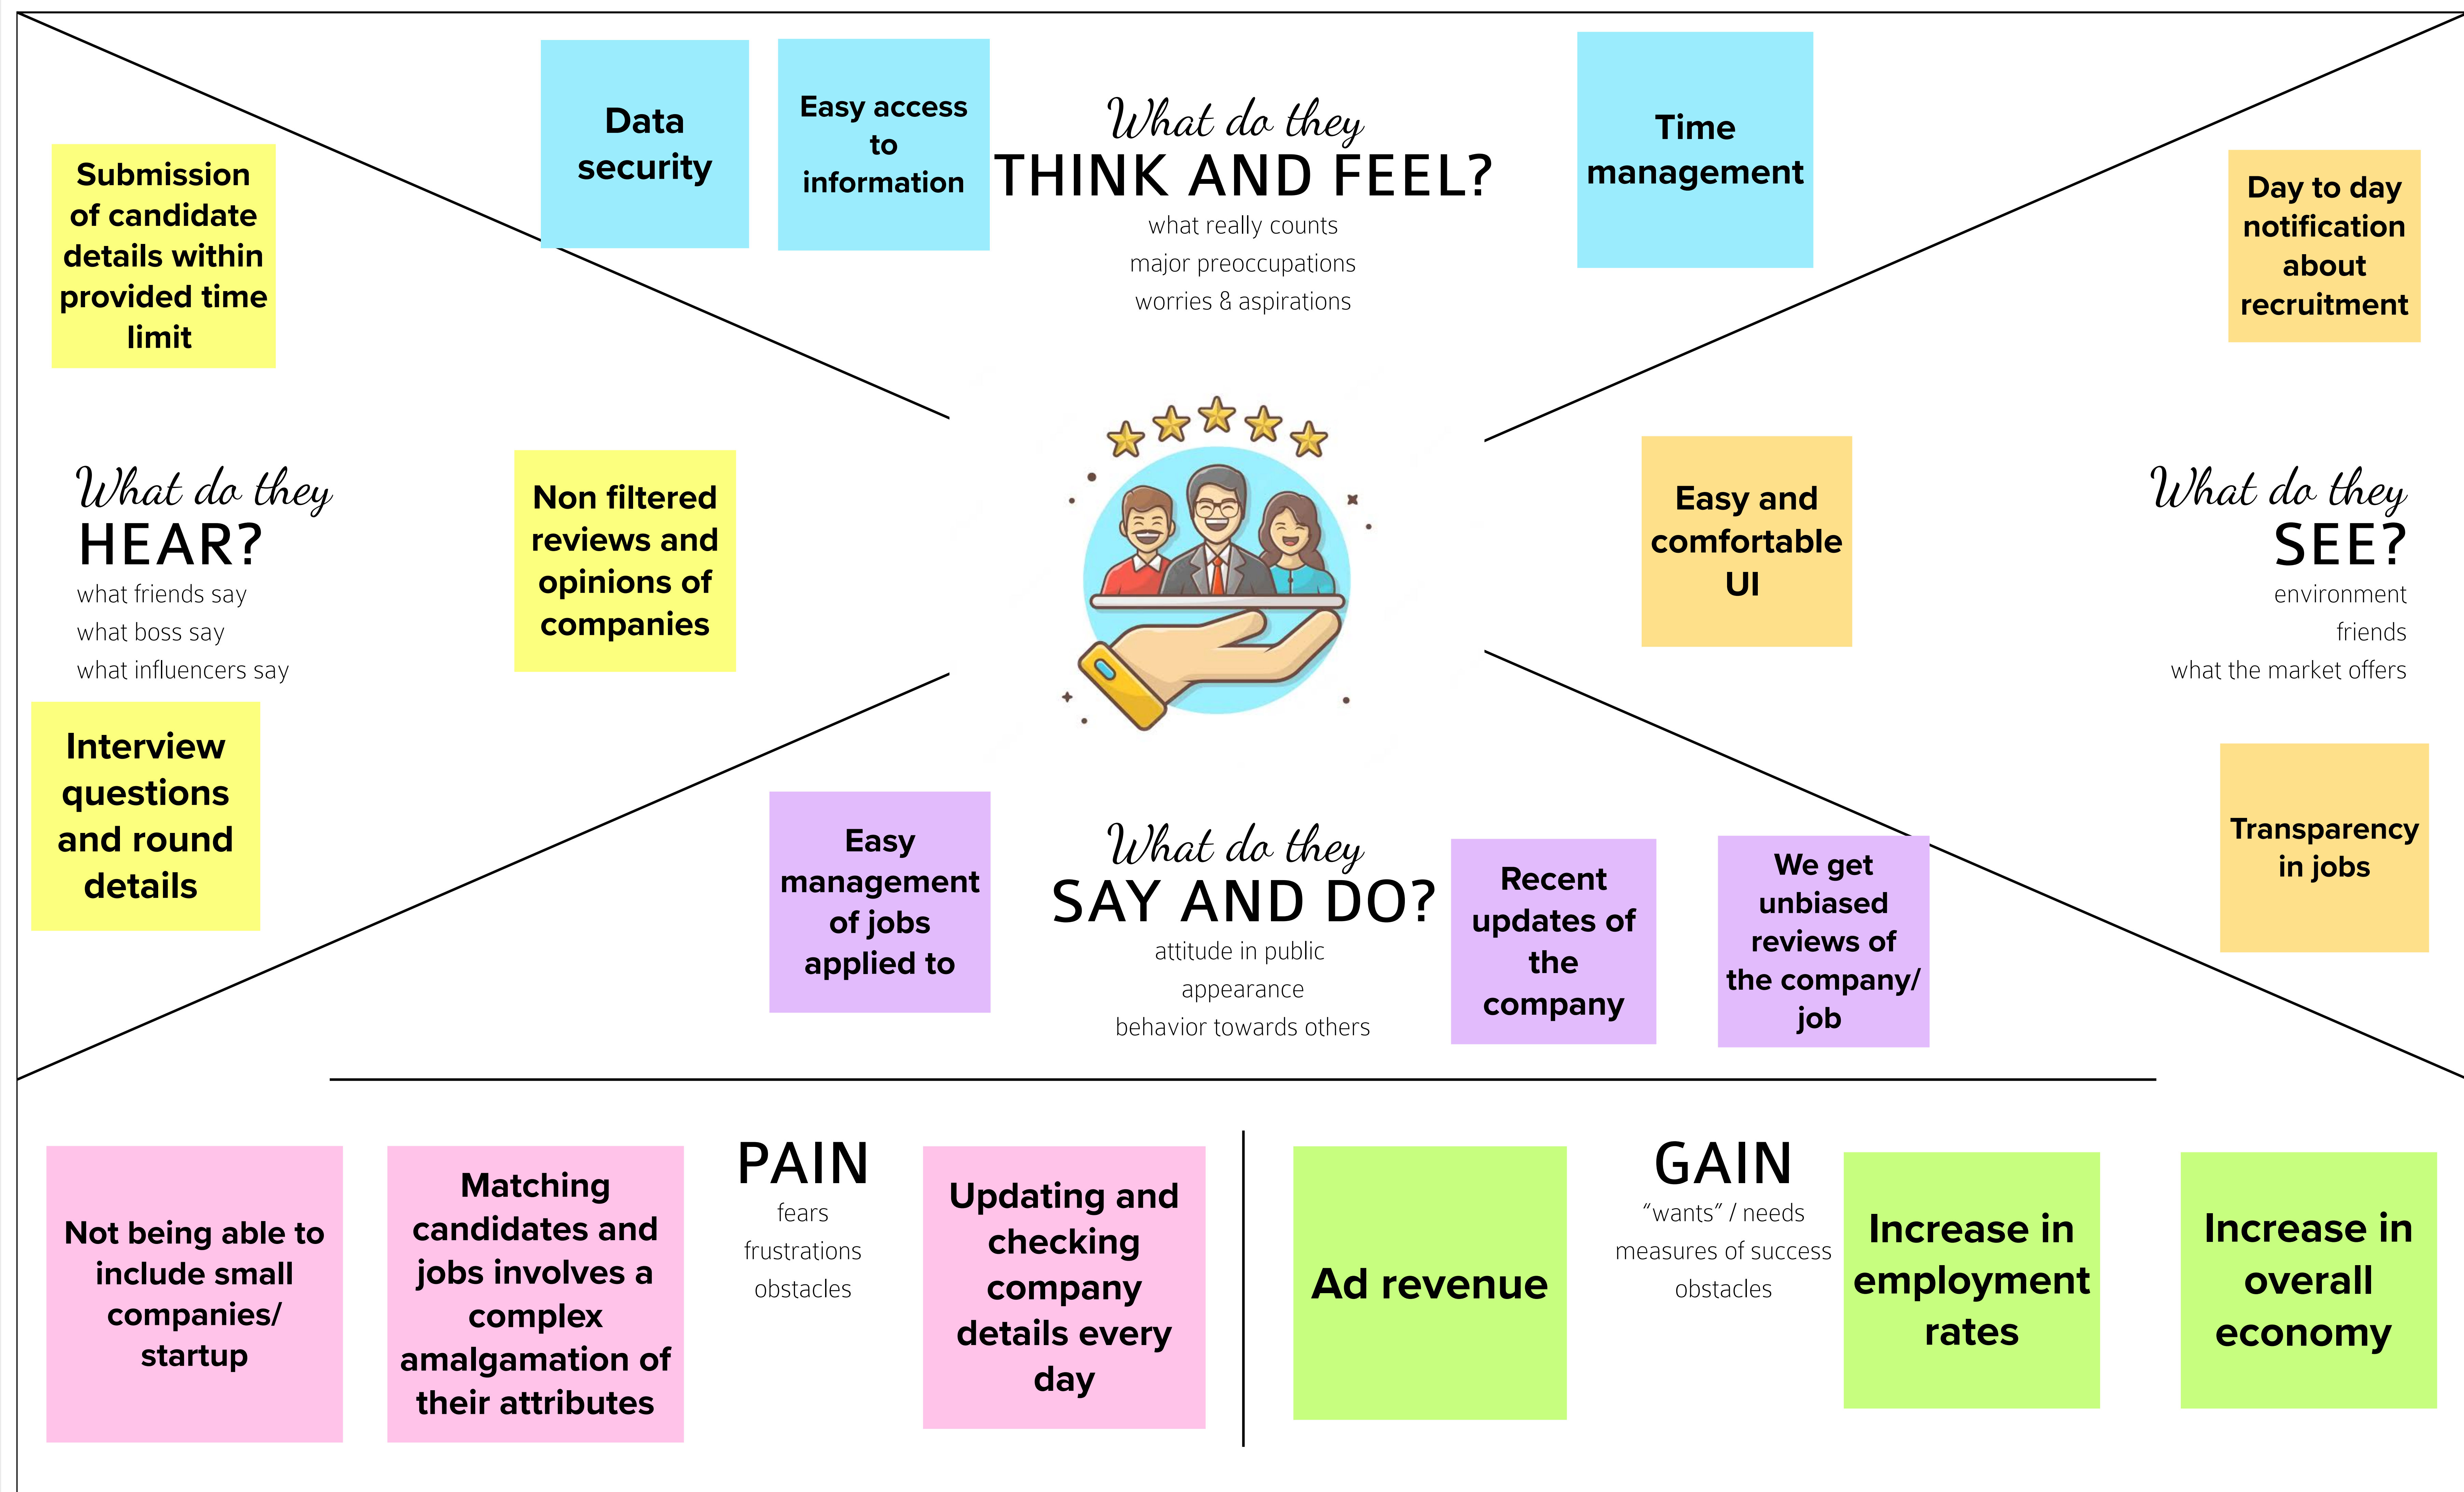 Data
security
Easy access
to
information
What do they
THINK AND FEEL?
what really counts
major preoccupations
worries & aspirations
Time
management
Submission
of candidate
details within
provided time
limit
What do they
HEAR?
what friends say
what boss say
what influencers say
Non filtered
reviews and
opinions of
companies
Interview
questions
and round
details
Day to day
notification
about
recruitment
Easy and
comfortable
UI
What do they
SEE?
environment
friends
what the market offers
Transparency
in jobs
Easy
management
of jobs
applied to
What do they
SAY AND DO?
attitude in public
appearance
behavior towards others
Recent
updates of
the
company
We get
unbiased
reviews of
the company/
job
Not being able to
include small
companies/
startup
Matching
candidates and
jobs involves a
complex
amalgamation of
their attributes
PAIN
fears
frustrations
obstacles
Updating and
checking
company
details every
day
Ad revenue
GAIN
“wants” / needs
measures of success
obstacles
Increase in
employment
rates
Increase in
overall
economy